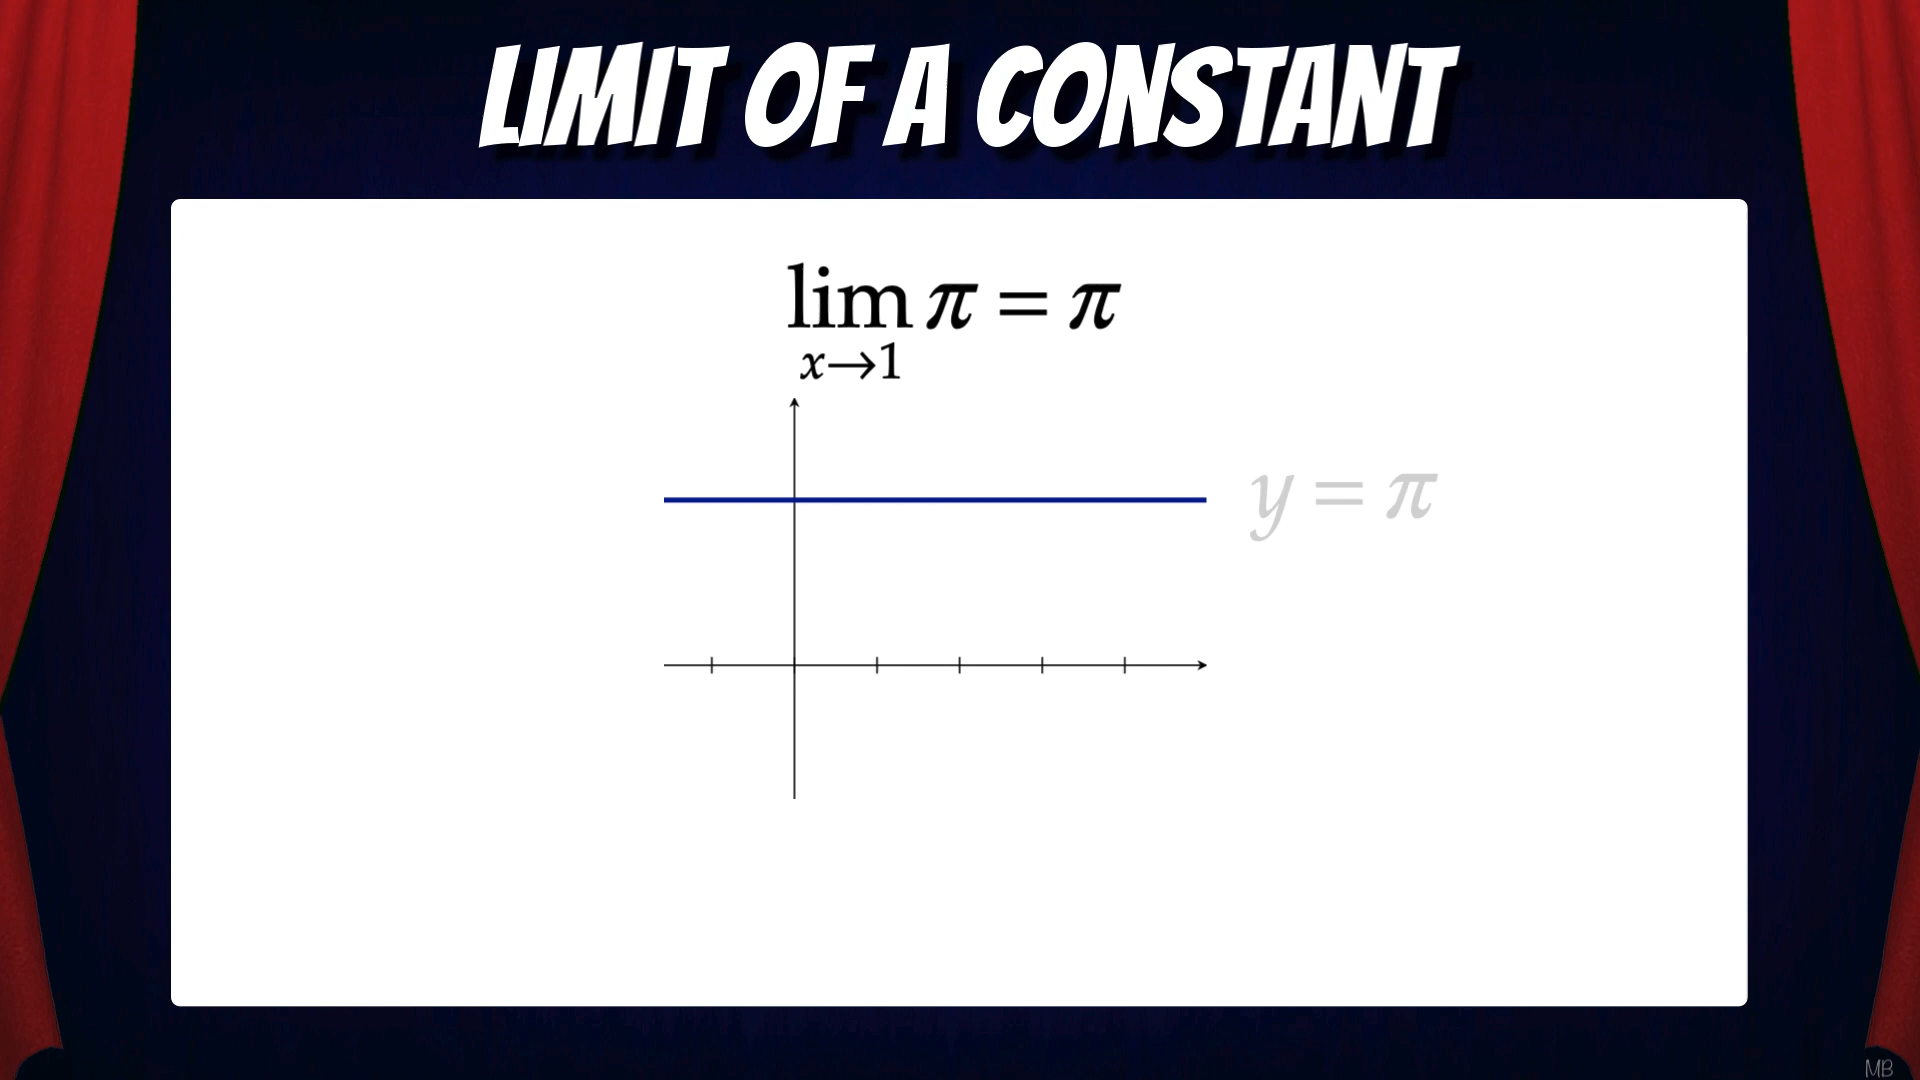 LIMIT OF A CONSTANT
lim π = π
x→1
y = π
MB